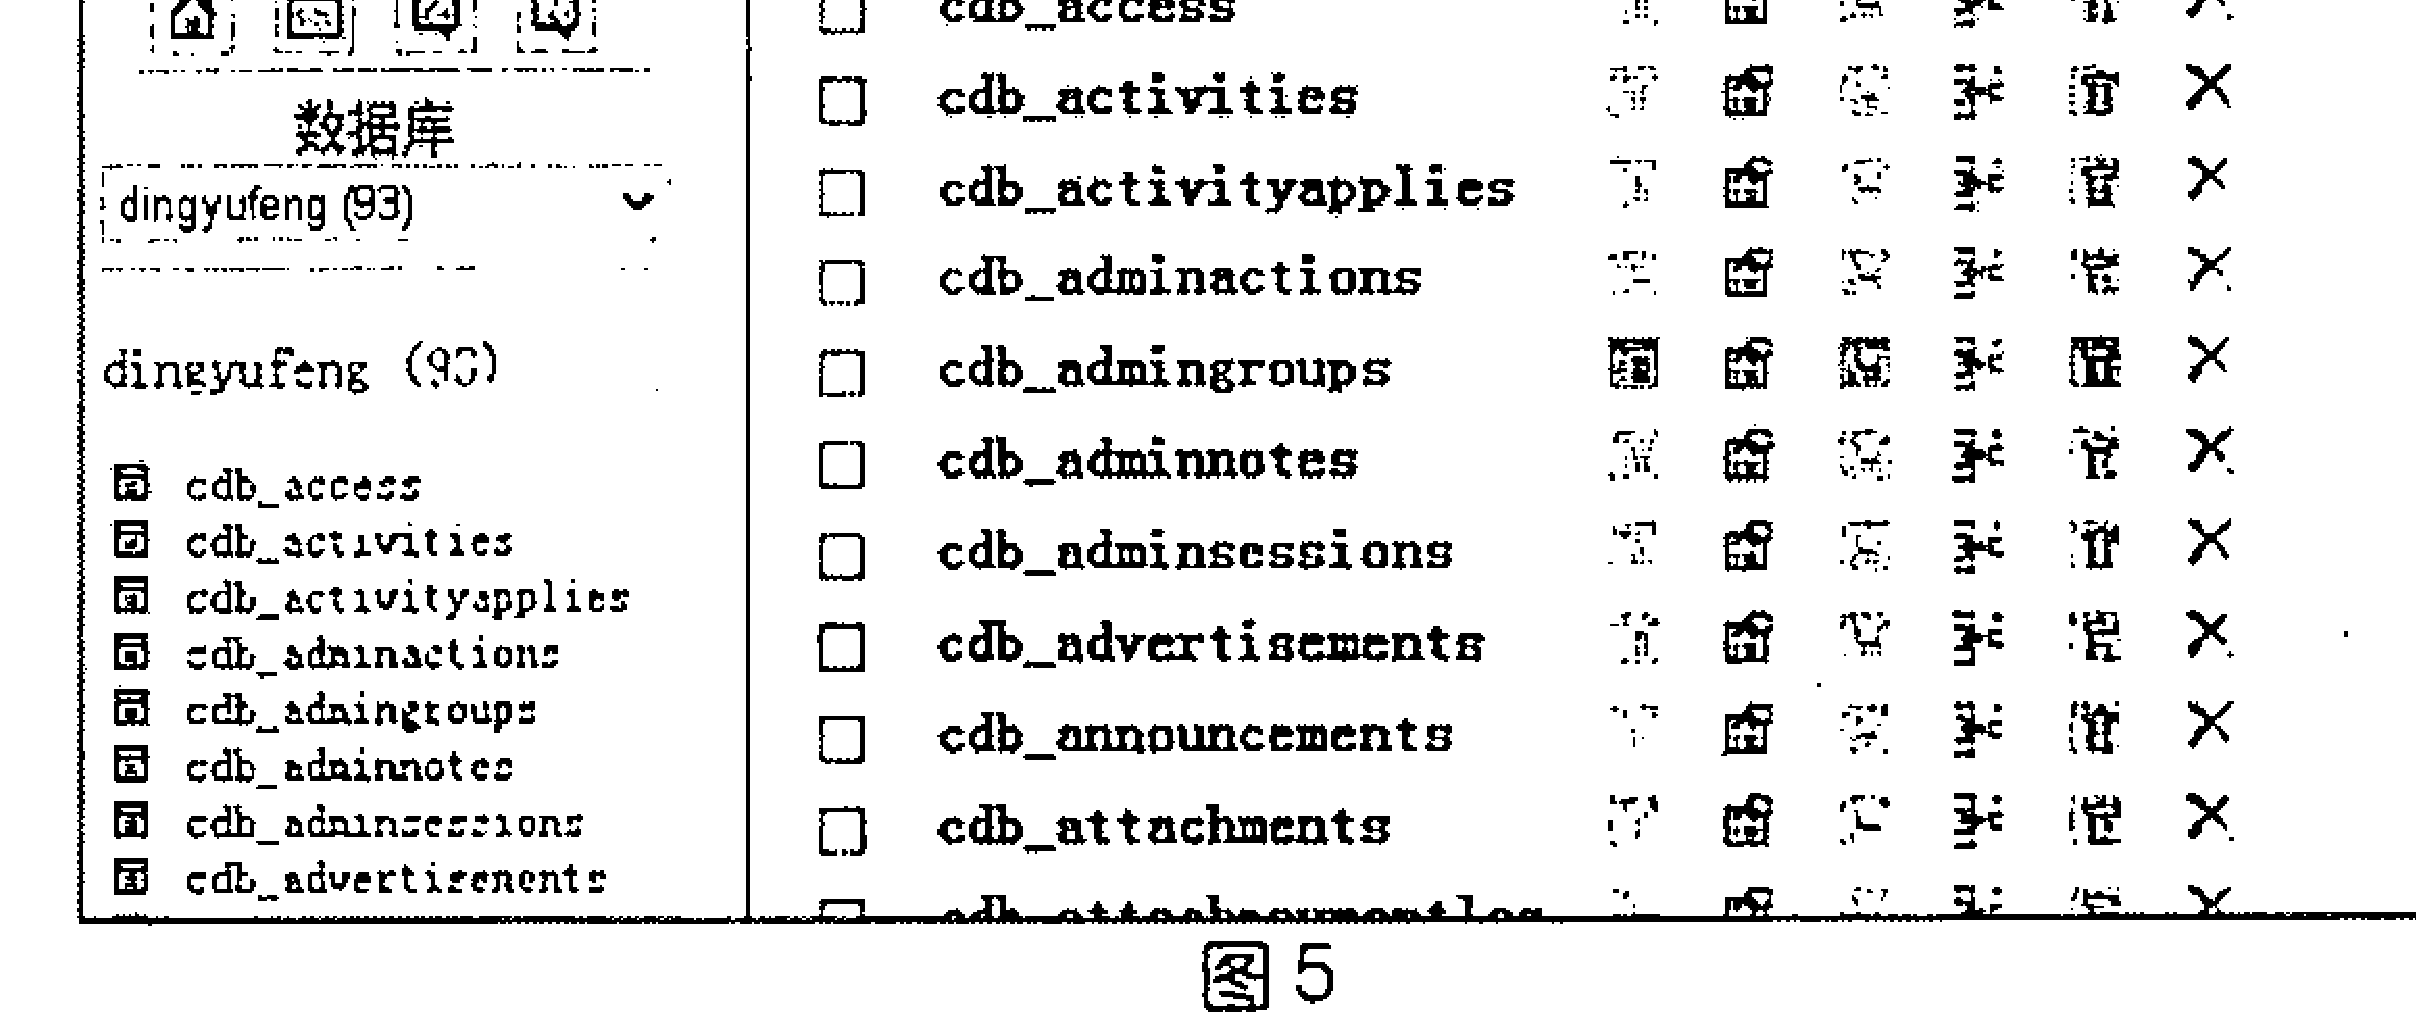 数据库
dingyufeng (93)
dingyufeng (93)
cdb_access
cdb_activities
cdb_activityapplies
cdb_adminactions
cdb_admingroups
cdb_adminnotes
cdb_adminsessions
cdb_advertisements
cdb_access
cdb_activities
cdb_activityapplies
cdb_adminactions
cdb_admingroups
cdb_adminnotes
cdb_adminsessions
cdb_advertisements
cdb_announcements
cdb_attachments
图 5